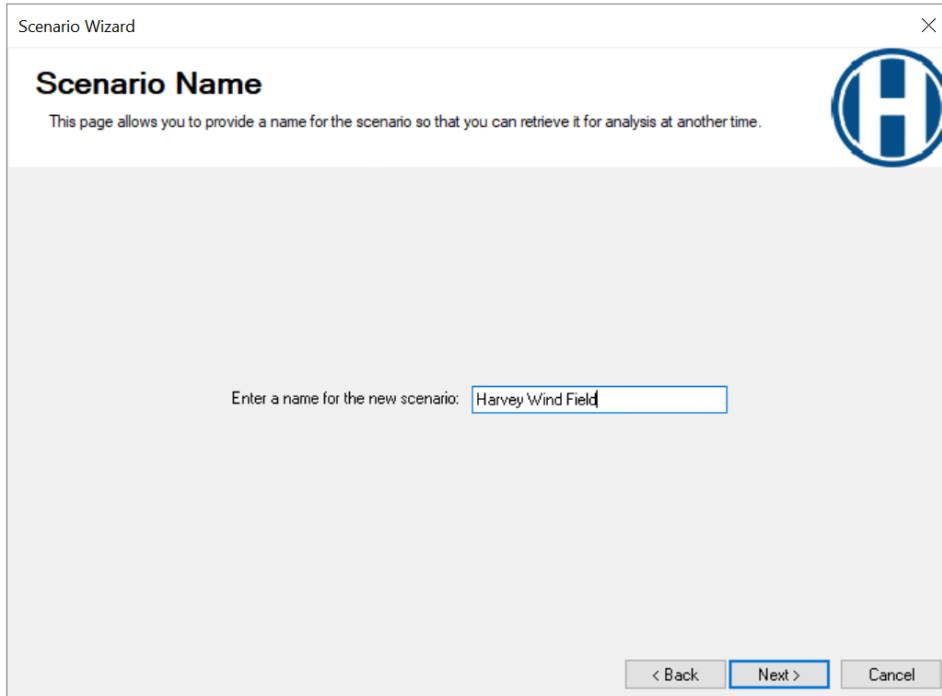 Scenario Wizard
Scenario Name
This page allows you to provide a name for the scenario so that you can retrieve it for analysis at another time.
H
Enter a name for the new scenario: Harvey Wind Field
< Back Next > Cancel